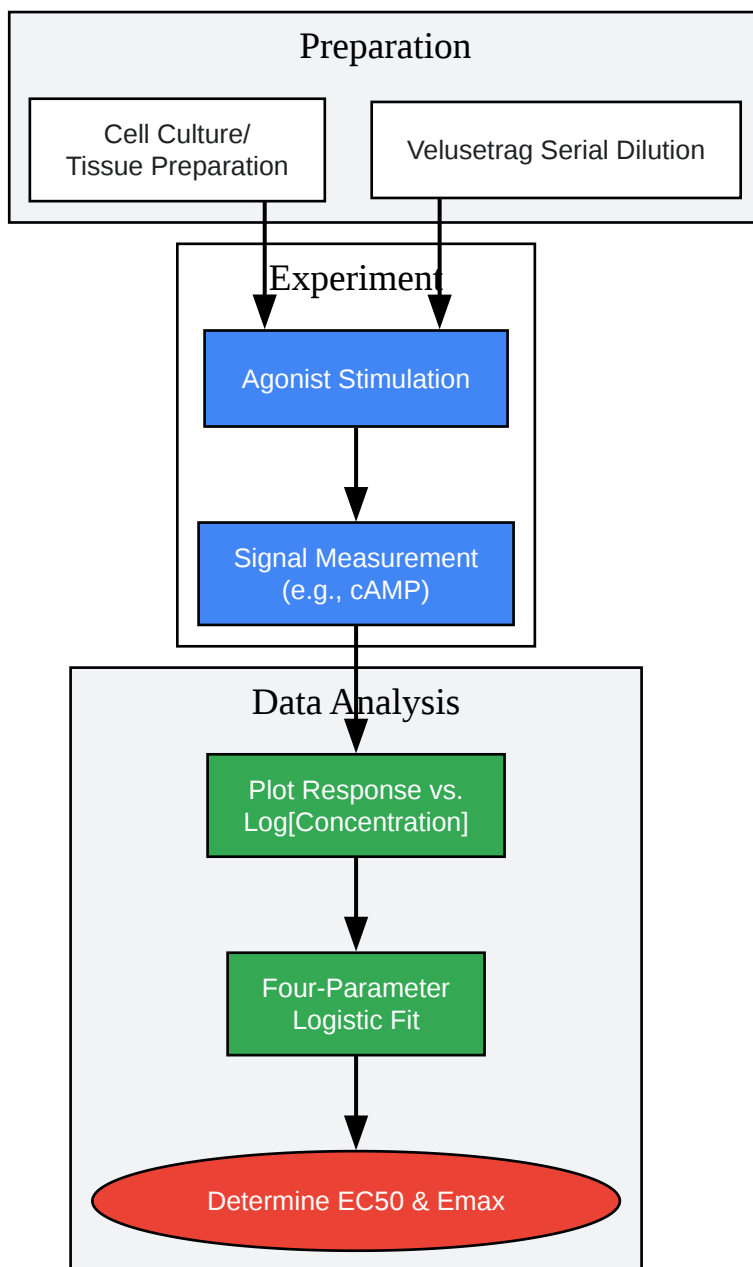 Preparation
Cell Culture/
Tissue Preparation
Velusetrag Serial Dilution
Experiment
Agonist Stimulation
Signal Measurement
(e.g., cAMP)
Data Analysis
Plot Response vs.
Log[Concentration]
Four-Parameter
Logistic Fit
Determine EC50 & Emax